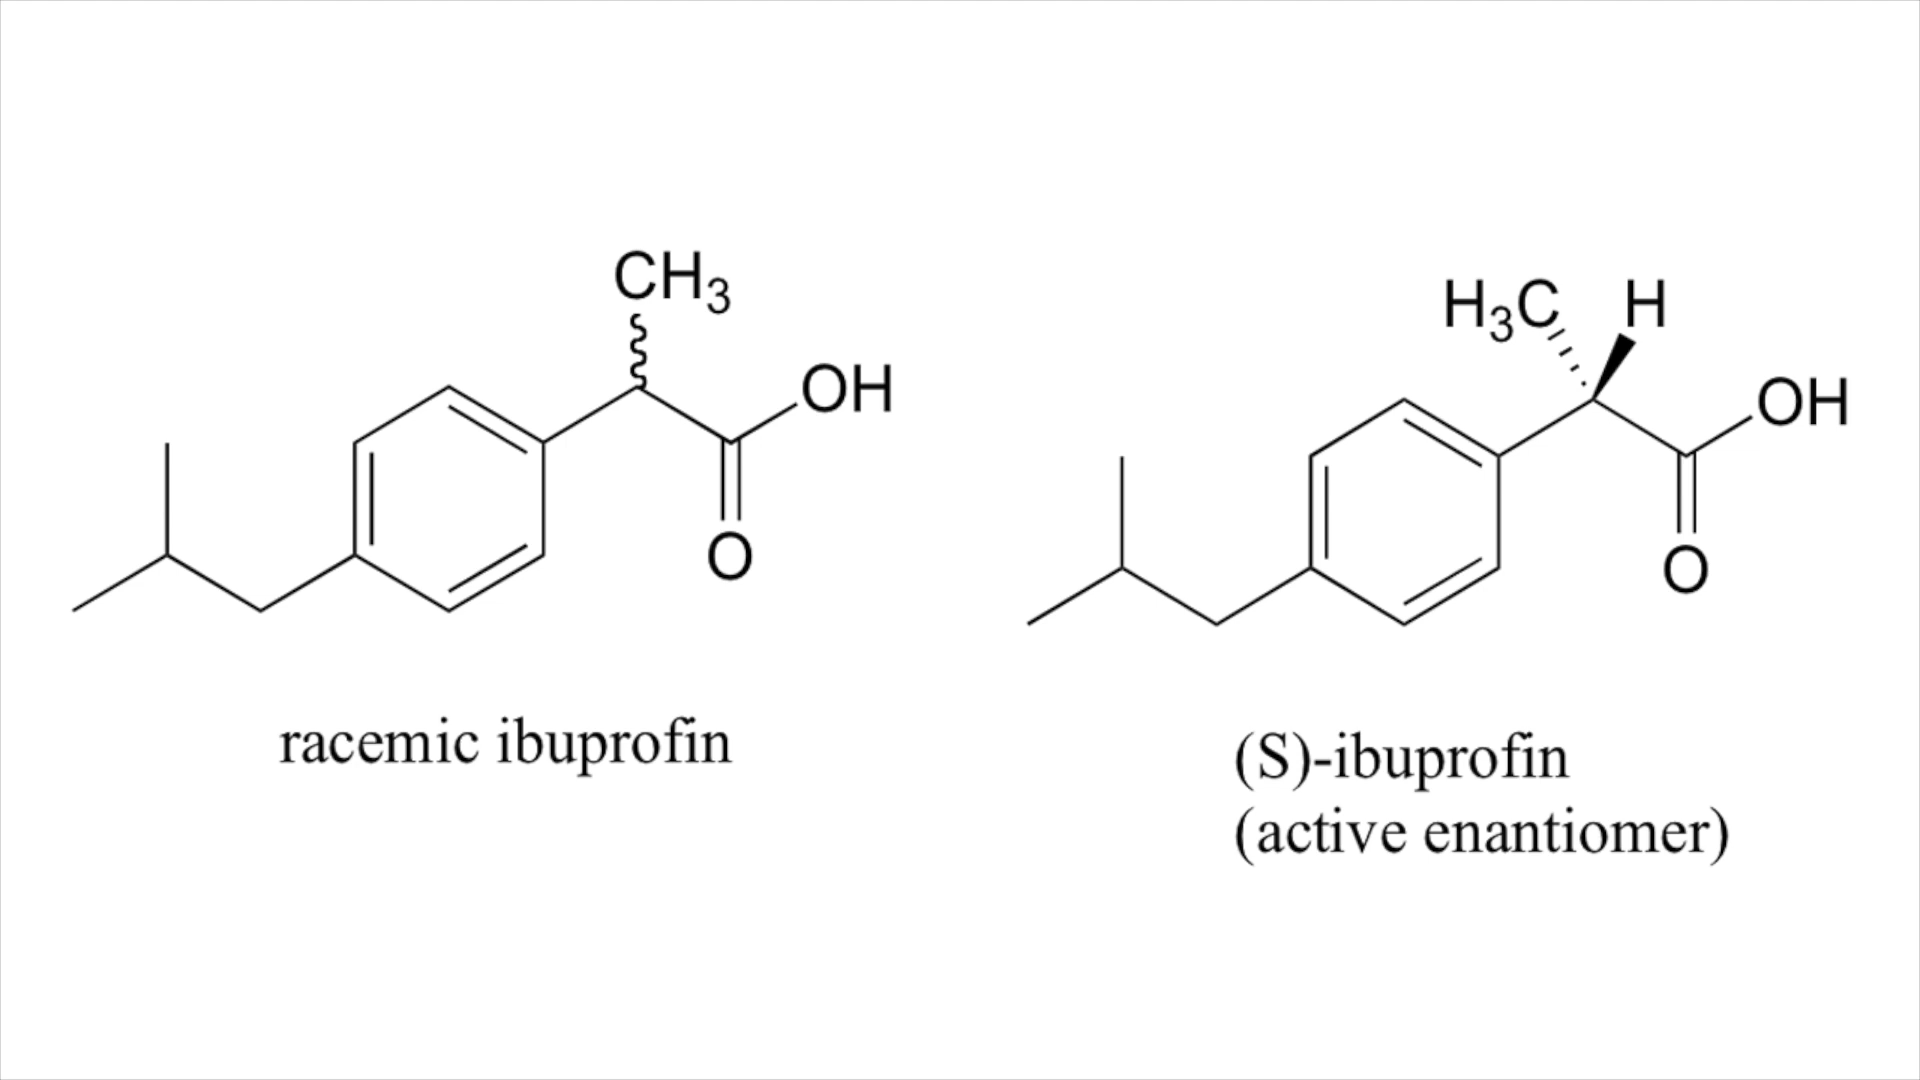 CH₃
OH
O
racemic ibuprofin
H₃C H
OH
O
(S)-ibuprofin
(active enantiomer)